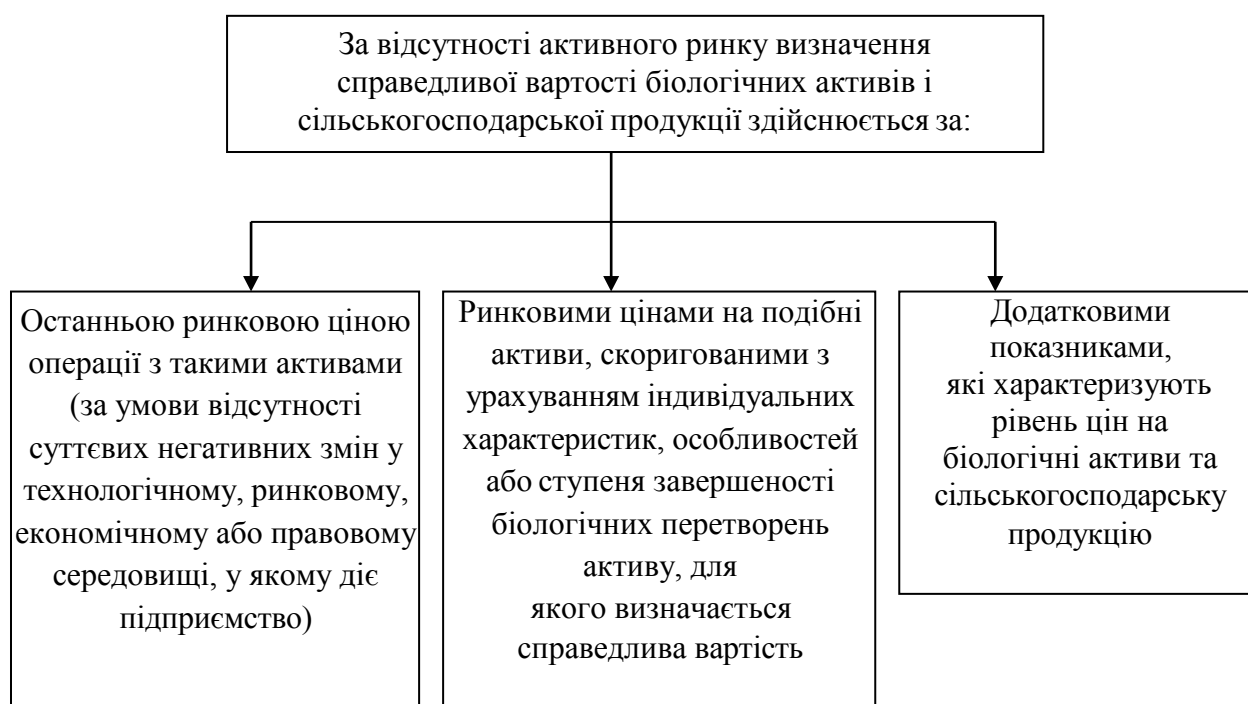 За відсутності активного ринку визначення
справедливої вартості біологічних активів і
сільськогосподарської продукції здійснюється за:
Останньою ринковою ціною
операції з такими активами
(за умови відсутності
суттєвих негативних змін у
технологічному, ринковому,
економічному або правовому
середовищі, у якому діє
підприємство)
Ринковими цінами на подібні
активи, скоригованими з
урахуванням індивідуальних
характеристик, особливостей
або ступеня завершеності
біологічних перетворень
активу, для
якого визначається
справедлива вартість
Додатковими
показниками,
які характеризують
рівень цін на
біологічні активи та
сільськогосподарську
продукцію